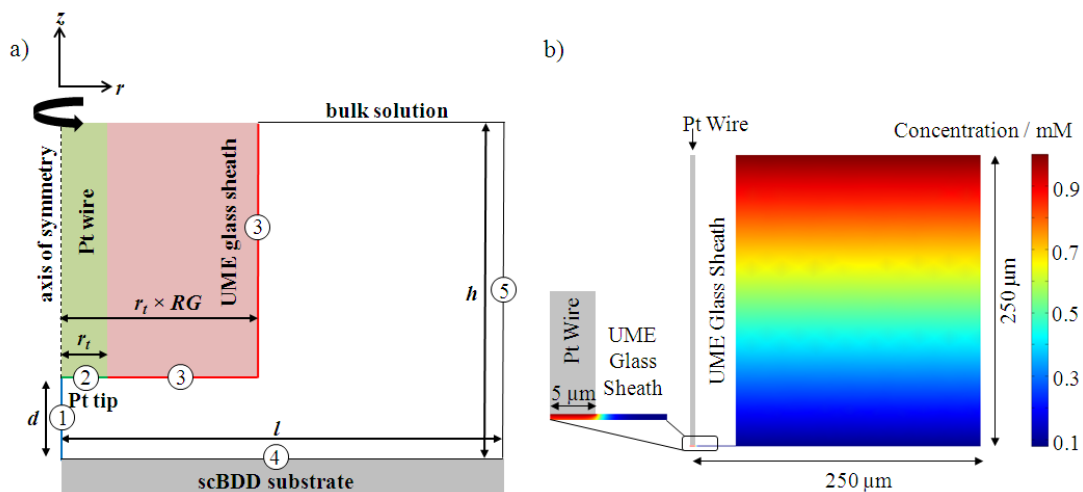 a)
z
r
bulk solution
axis of symmetry
Pt wire
UME glass sheath
3
r_t × RG
h
5
r_t
2
3
Pt tip
d
1
l
4
scBDD substrate
b)
Pt Wire
Concentration / mM
UME Glass Sheath
250 µm
0.9
0.7
0.5
0.3
0.1
Pt Wire
UME
Glass
Sheath
5 µm
250 µm